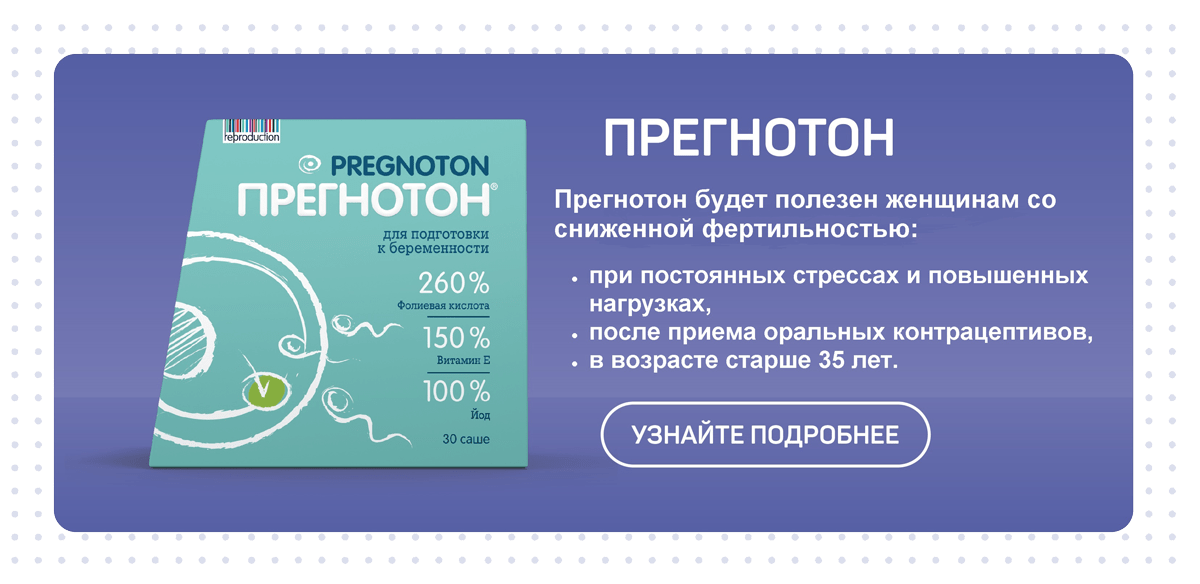 reproduction
PREGNOTON
ПРЕГНОТОН®
для подготовки
к беременности
260%
Фолиевая кислота
150%
Витамин Е
100%
Йод
30 саше
ПРЕГНОТОН
Прегнотон будет полезен женщинам со
сниженной фертильностью:
• при постоянных стрессах и повышенных
нагрузках,
• после приема оральных контрацептивов,
• в возрасте старше 35 лет.
УЗНАЙТЕ ПОДРОБНЕЕ